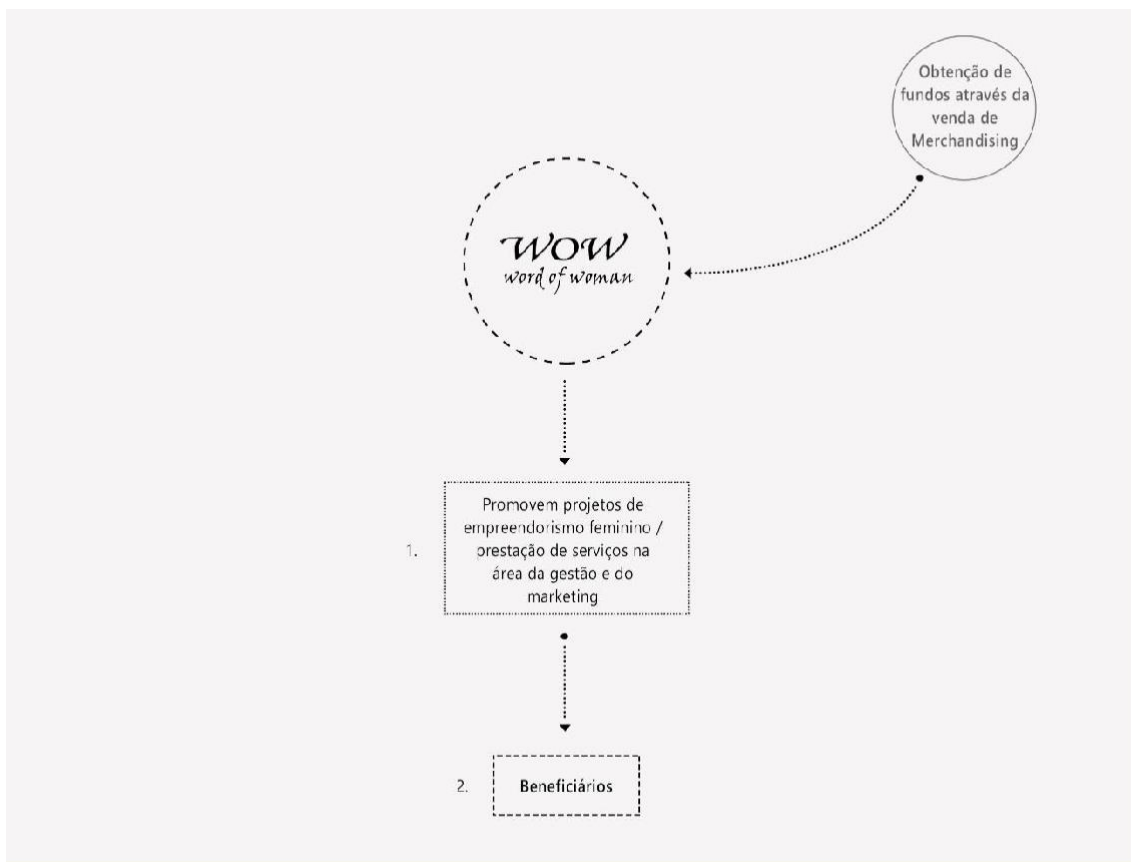 Obtenção de
fundos através da
venda de
Merchandising
WOW
word of woman
1.
Promovem projetos de
empreendorismo feminino /
prestação de serviços na
área da gestão e do
marketing
2.
Beneficiários